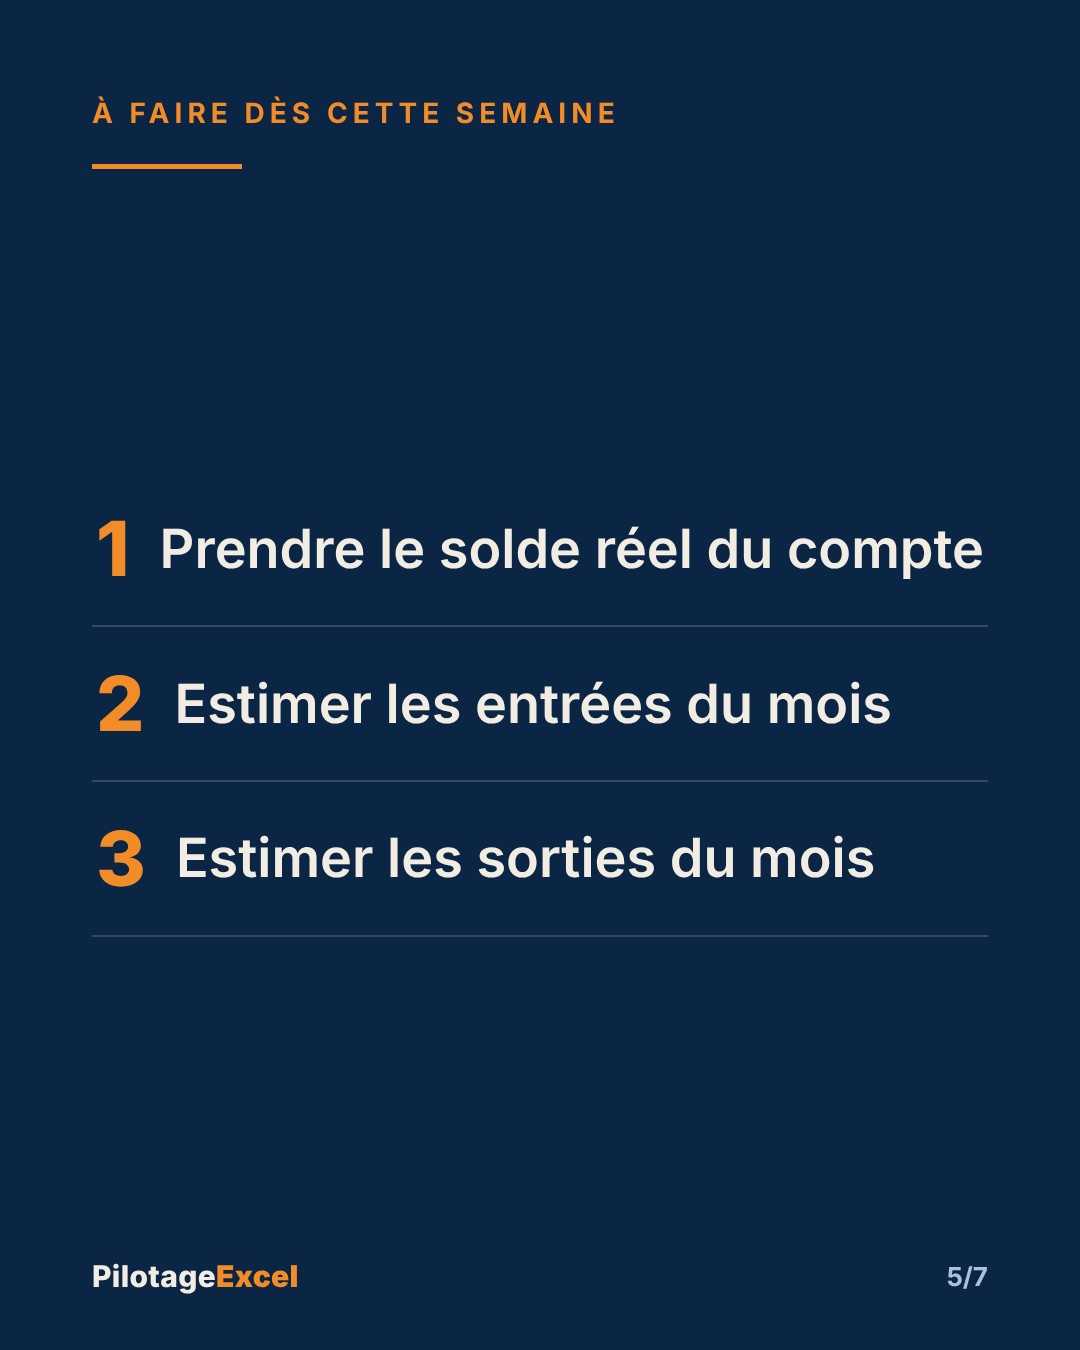 À FAIRE DÈS CETTE SEMAINE
1 Prendre le solde réel du compte
2 Estimer les entrées du mois
3 Estimer les sorties du mois
PilotageExcel
5/7